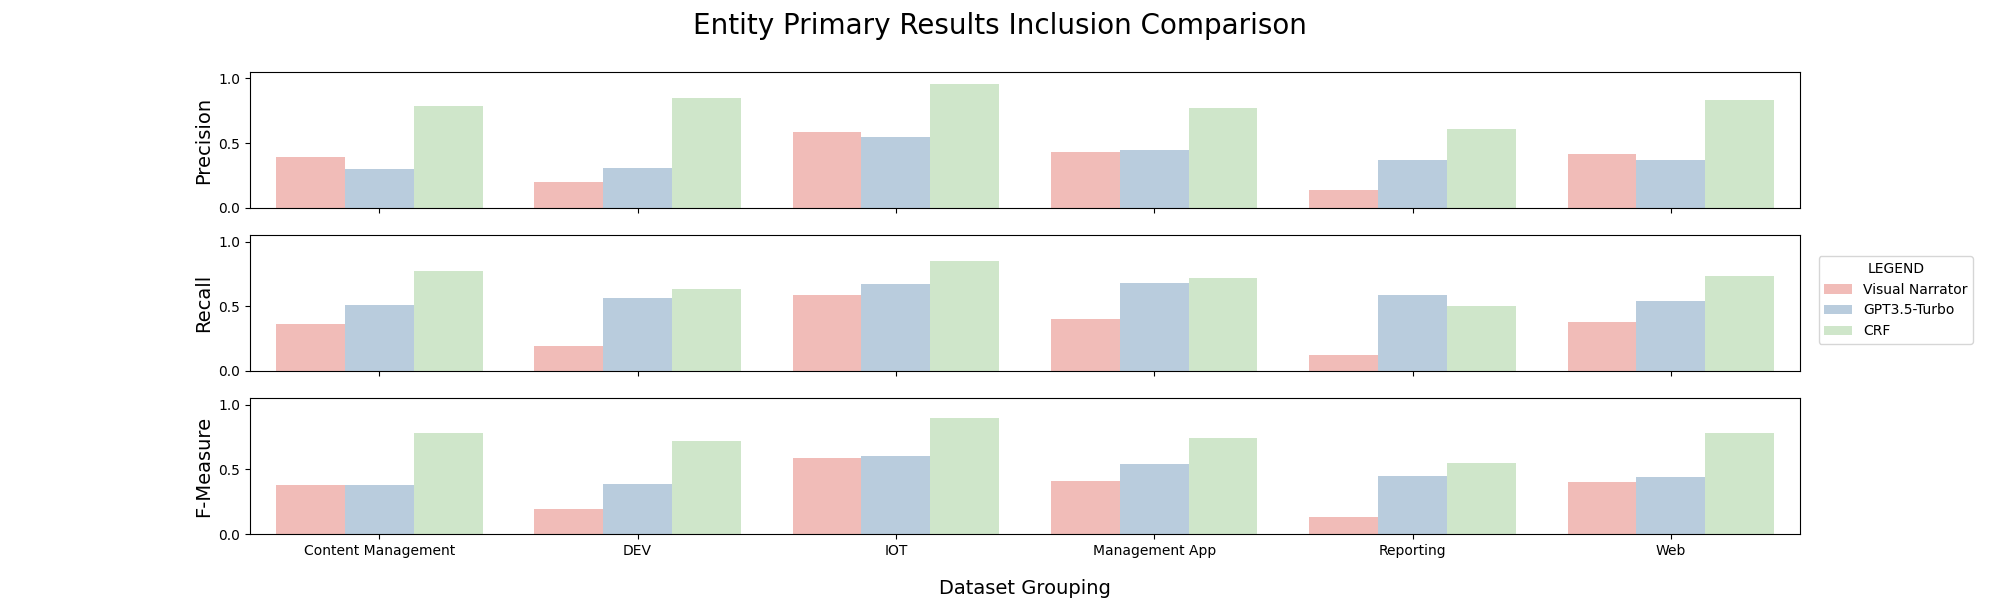 Entity Primary Results Inclusion Comparison
Precision
1.0
0.5
0.0
Recall
1.0
0.5
0.0
F-Measure
1.0
0.5
0.0
Content Management DEV IOT Management App Reporting Web
Dataset Grouping
LEGEND
Visual Narrator
GPT3.5-Turbo
CRF